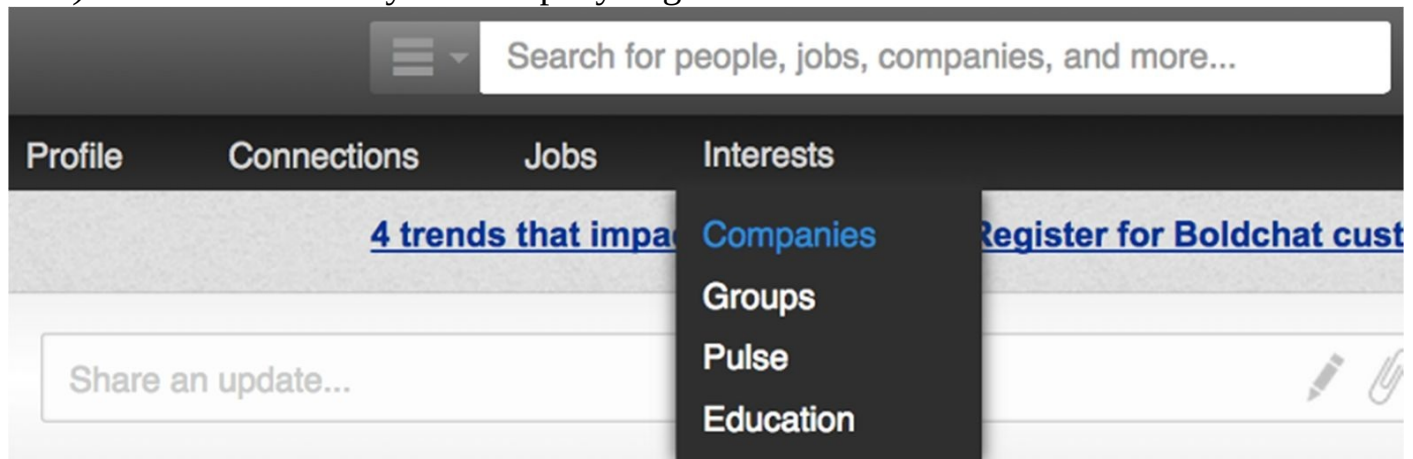 Search for people, jobs, companies, and more...
Profile Connections Jobs Interests
4 trends that impa Companies Register for Boldchat cust
Groups
Pulse
Share an update...
Education